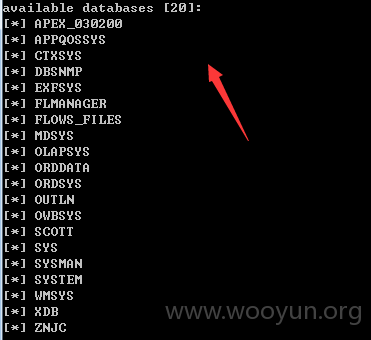 available databases [20]:
[*] APEX_030200
[*] APPQOSSYS
[*] CTXSYS
[*] DBSNMP
[*] EXFSYS
[*] FLMANAGER
[*] FLOWS_FILES
[*] MDSYS
[*] OLAPSYS
[*] ORDDATA
[*] ORDSYS
[*] OUTLN
[*] OWBSYS
[*] SCOTT
[*] SYS
[*] SYSMAN
[*] SYSTEM
[*] WMSYS
[*] XDB
[*] ZNJC
www.wooyun.org